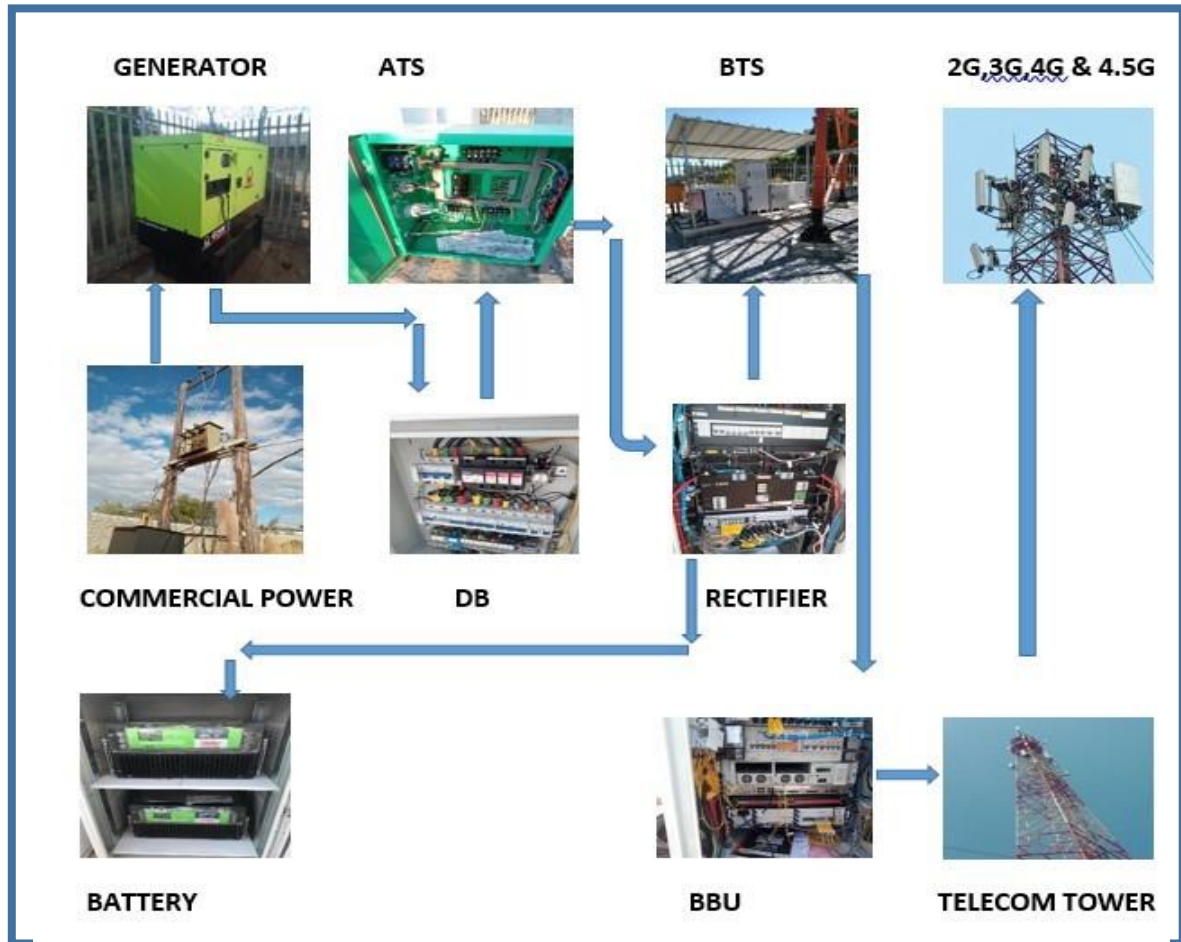 GENERATOR ATS BTS 2G,3G,4G & 4.5G
COMMERCIAL POWER DB RECTIFIER
BATTERY BBU TELECOM TOWER